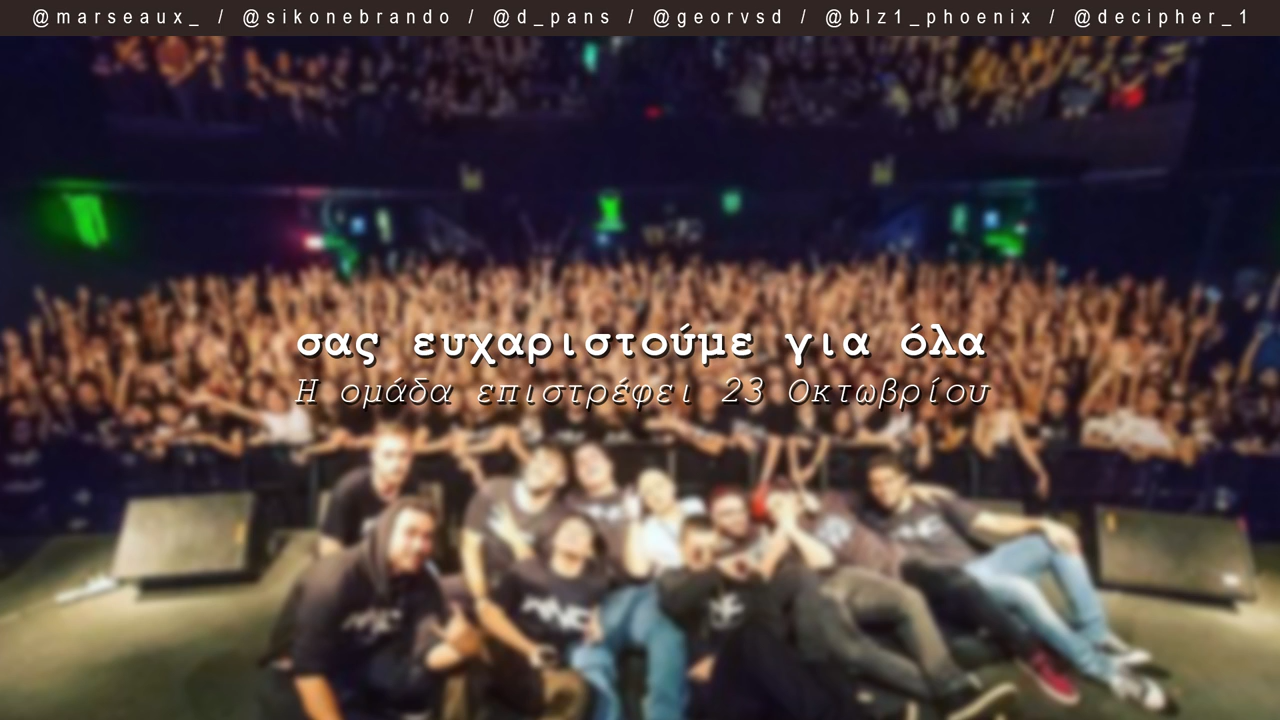 @marseaux_ / @sikonebrando / @d_pans / @georvsd / @blz1_phoenix / @decipher_1
σας ευχαριστούμε για όλα
Η ομάδα επιστρέφει 23 Οκτωβρίου